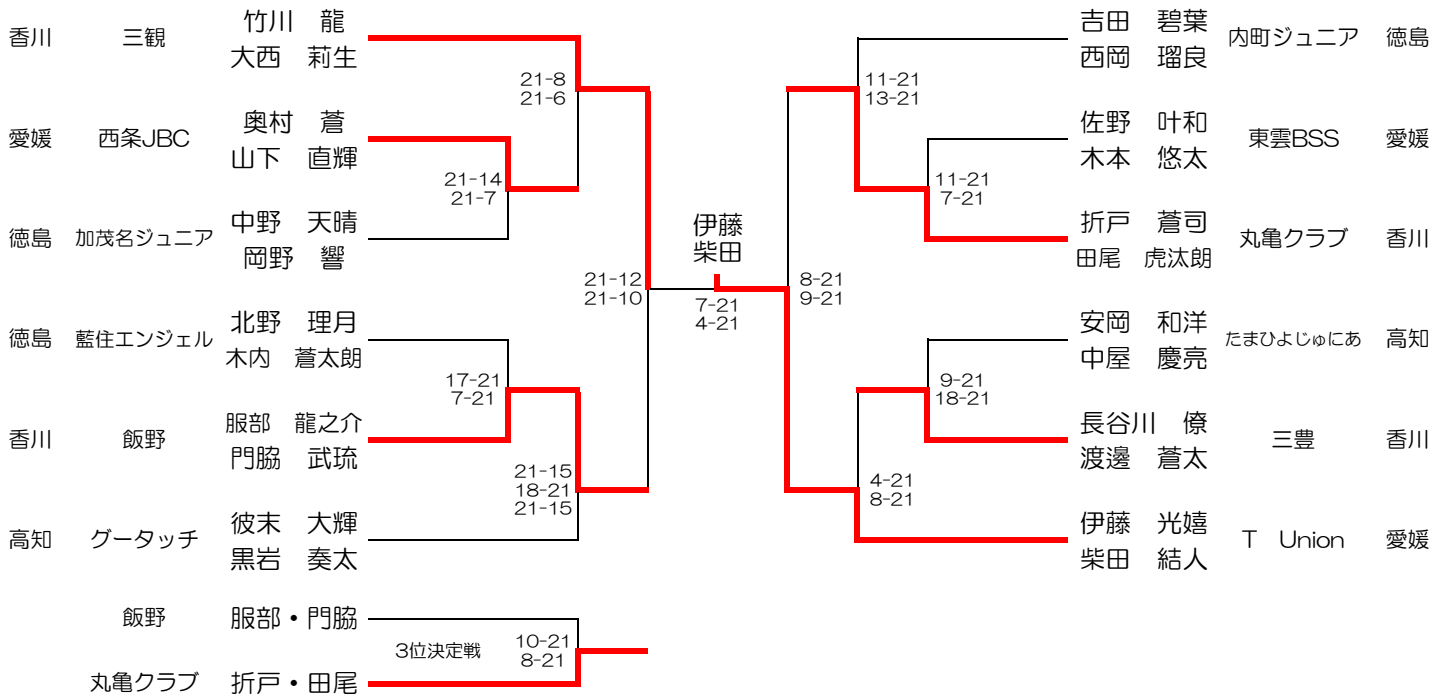 香川 三観 竹川　龍
大西　莉生
21-8
21-6
愛媛 西条JBC 奥村　蒼
山下　直輝
21-14
21-7
徳島 加茂名ジュニア 中野　天晴
岡野　響
21-12
21-10
徳島 藍住エンジェル 北野　理月
木内　蒼太朗
17-21
7-21
香川 飯野 服部　龍之介
門脇　武琉
21-15
18-21
21-15
高知 グータッチ 彼末　大輝
黒岩　奏太
伊藤
柴田
7-21
4-21
吉田　碧葉 内町ジュニア 徳島
西岡　瑠良
11-21
13-21
佐野　叶和 東雲BSS 愛媛
木本　悠太
11-21
7-21
折戸　蒼司 丸亀クラブ 香川
田尾　虎汰朗
8-21
9-21
安岡　和洋 たまひよじゅにあ 高知
中屋　慶亮
9-21
18-21
長谷川　僚 三豊 香川
渡邊　蒼太
4-21
8-21
伊藤　光嬉 T　Union 愛媛
柴田　結人
飯野 服部・門脇
3位決定戦
10-21
8-21
丸亀クラブ 折戸・田尾